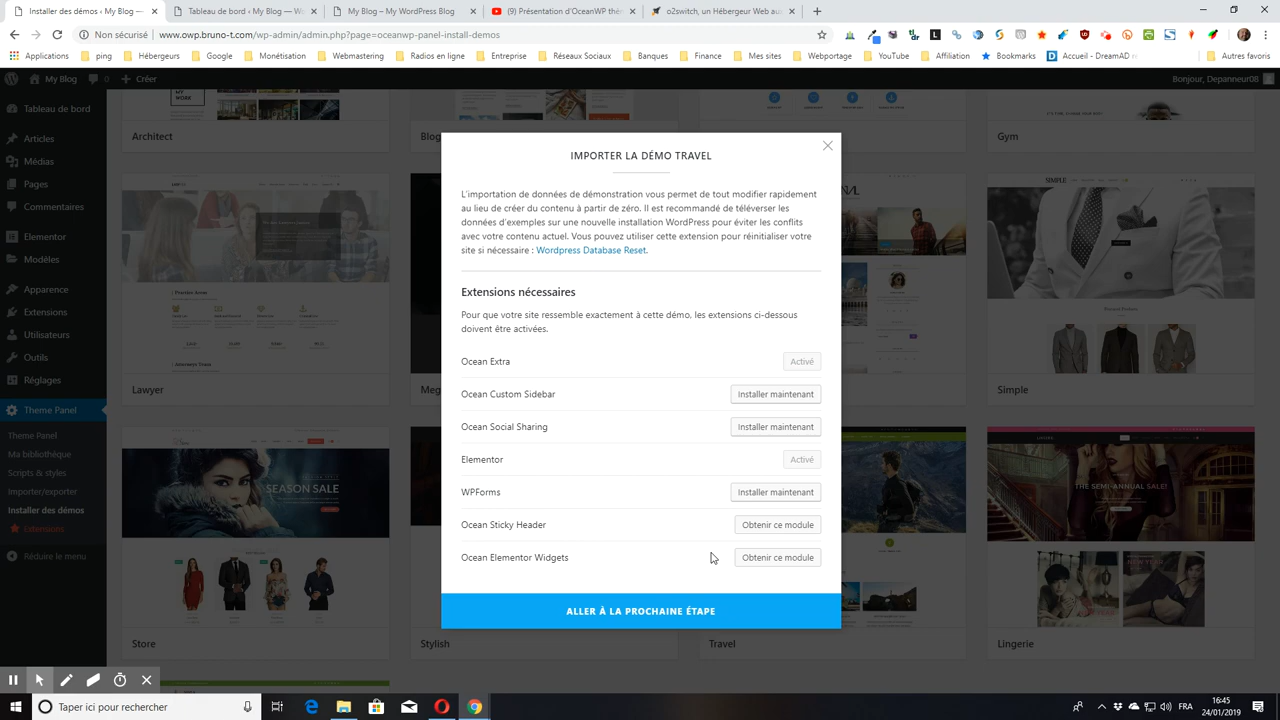 Installer des démos ‹ My Blog — W
Tableau de bord ‹ My Blog — Wor
My Blog – My WordPress Blog
(9) Présentation d'OceanWP thè
o2switch, un Hébergeur Web au
Non sécurisé
www.owp.bruno-t.com/wp-admin/admin.php?page=oceanwp-panel-install-demos
Applications
ping
Hébergeurs
Google
Monétisation
Webmastering
Radios en ligne
Entreprise
Réseaux Sociaux
Banques
Finance
Mes sites
Webportage
YouTube
Affiliation
Bookmarks
Accueil - DreamAD
Autres favoris
My Blog
0
Créer
Bonjour, Depanneur08
Tableau de bord
Articles
Médias
Pages
Commentaires
Elementor
Modèles
Apparence
Extensions
Utilisateurs
Outils
Réglages
Theme Panel
Theme Panel
Ma bibliothèque
Scripts & styles
Importer/exporter
Installer des démos
Extensions
Réduire le menu
MY
WORK
Architect
Blog
Gym
Lawyer
Meg
SIMPLE
Simple
SEASON SALE
Store
Stylish
Travel
THE SEMI-ANNUAL SALE!
Lingerie
IMPORTER LA DÉMO TRAVEL
L'importation de données de démonstration vous permet de tout modifier rapidement
au lieu de créer du contenu à partir de zéro. Il est recommandé de téléverser les
données d'exemples sur une nouvelle installation WordPress pour éviter les conflits
avec votre contenu actuel. Vous pouvez utiliser cette extension pour réinitialiser votre
site si nécessaire : Wordpress Database Reset.
Extensions nécessaires
Pour que votre site ressemble exactement à cette démo, les extensions ci-dessous
doivent être activées.
Ocean Extra
Activé
Ocean Custom Sidebar
Installer maintenant
Ocean Social Sharing
Installer maintenant
Elementor
Activé
WPForms
Installer maintenant
Ocean Sticky Header
Obtenir ce module
Ocean Elementor Widgets
Obtenir ce module
ALLER À LA PROCHAINE ÉTAPE
Taper ici pour rechercher
FRA
16:45
24/01/2019